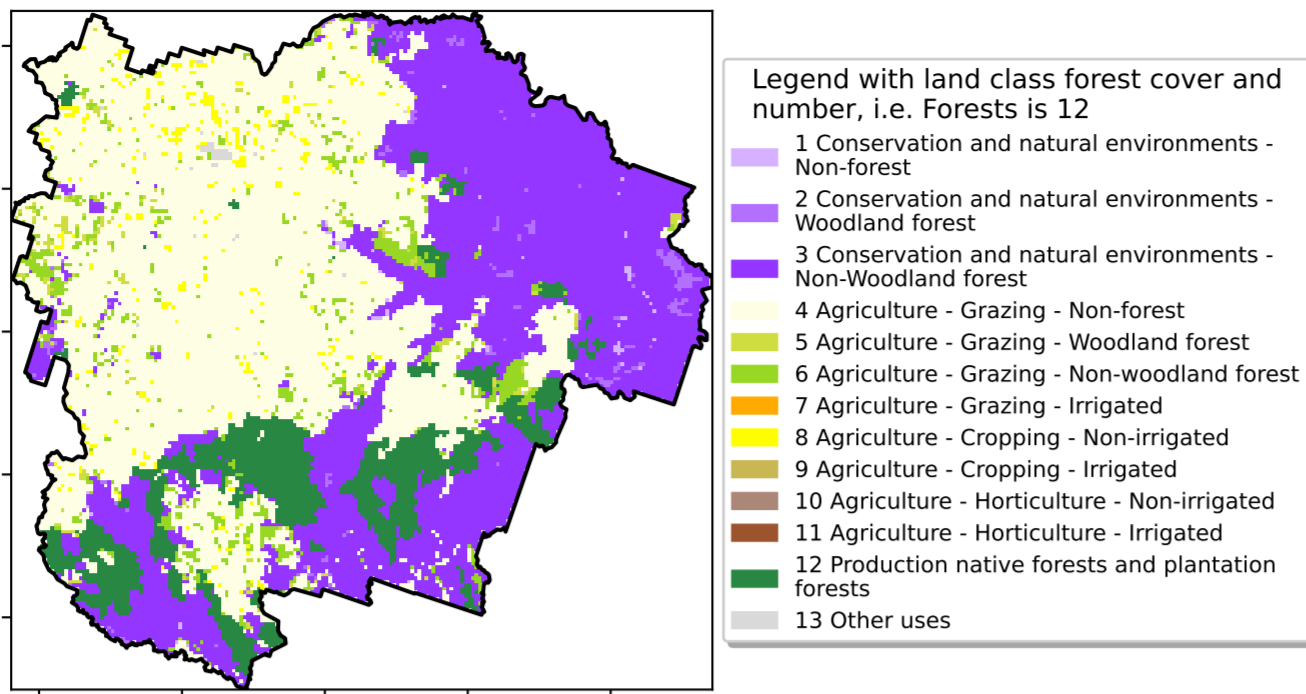 Legend with land class forest cover and
number, i.e. Forests is 12
1 Conservation and natural environments -
Non-forest
2 Conservation and natural environments -
Woodland forest
3 Conservation and natural environments -
Non-Woodland forest
4 Agriculture - Grazing - Non-forest
5 Agriculture - Grazing - Woodland forest
6 Agriculture - Grazing - Non-woodland forest
7 Agriculture - Grazing - Irrigated
8 Agriculture - Cropping - Non-irrigated
9 Agriculture - Cropping - Irrigated
10 Agriculture - Horticulture - Non-irrigated
11 Agriculture - Horticulture - Irrigated
12 Production native forests and plantation
forests
13 Other uses